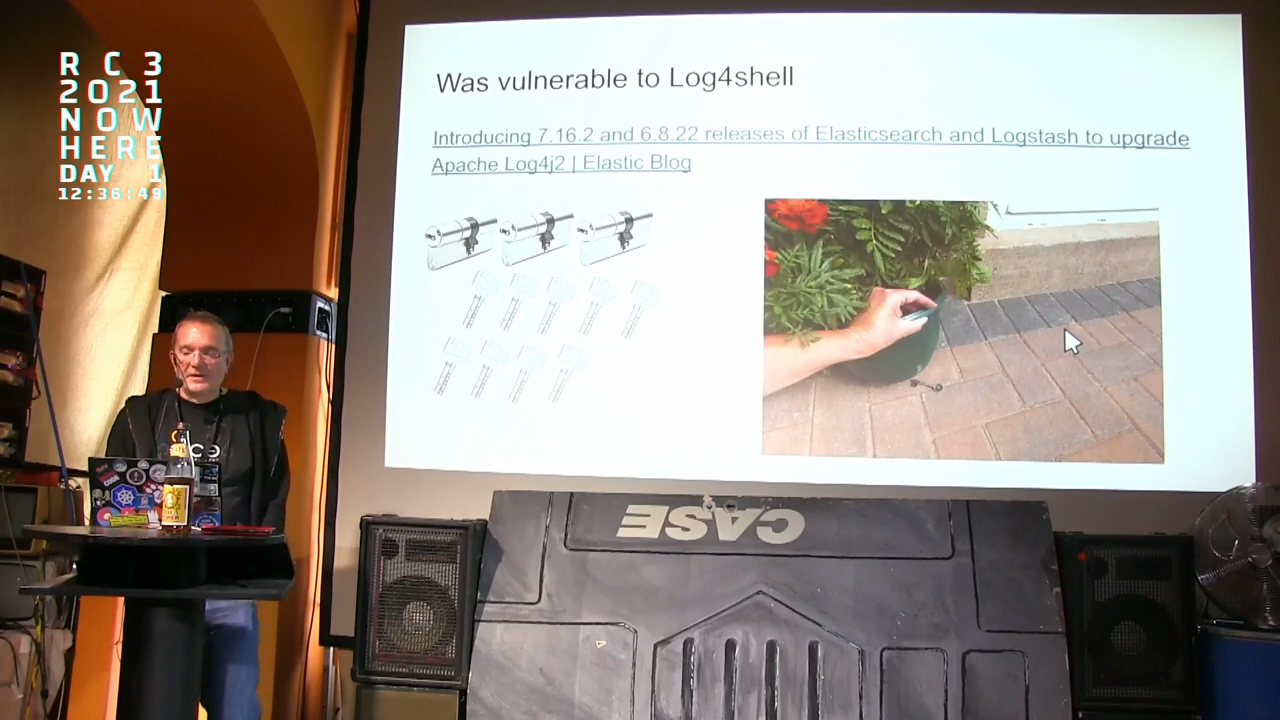 RC3
2021
NOW
HERE
DAY 1
12:36:49
Was vulnerable to Log4shell
Introducing 7.16.2 and 6.8.22 releases of Elasticsearch and Logstash to upgrade
Apache Log4j2 | Elastic Blog
CASE